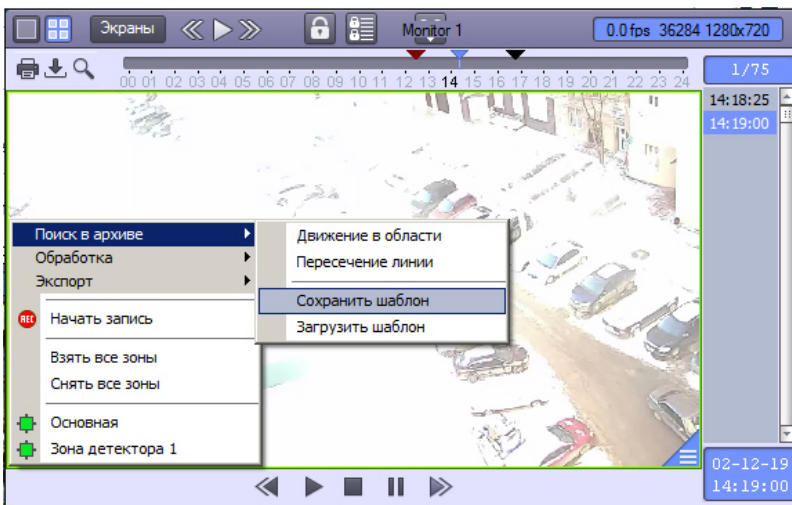 Экраны
Monitor 1
0.0 fps 36284 1280x720
00 01 02 03 04 05 06 07 08 09 10 11 12 13 14 15 16 17 18 19 20 21 22 23 24
1/75
14:18:25
14:19:00
Поиск в архиве
Обработка
Экспорт
REC
Начать запись
Взять все зоны
Снять все зоны
Основная
Зона детектора 1
Движение в области
Пересечение линии
Сохранить шаблон
Загрузить шаблон
02-12-19
14:19:00